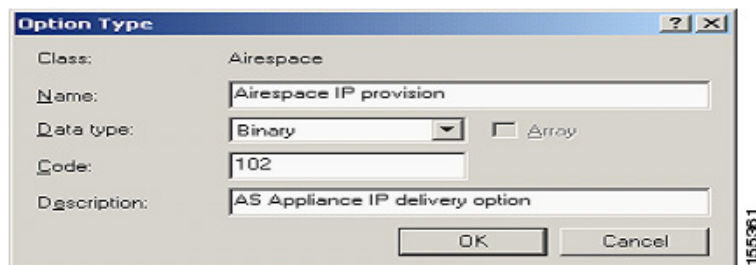 Option Type
Class: Airespace
Name: Airespace IP provision
Data type: Binary Array
Code: 102
Description: AS Appliance IP delivery option
OK Cancel
155361